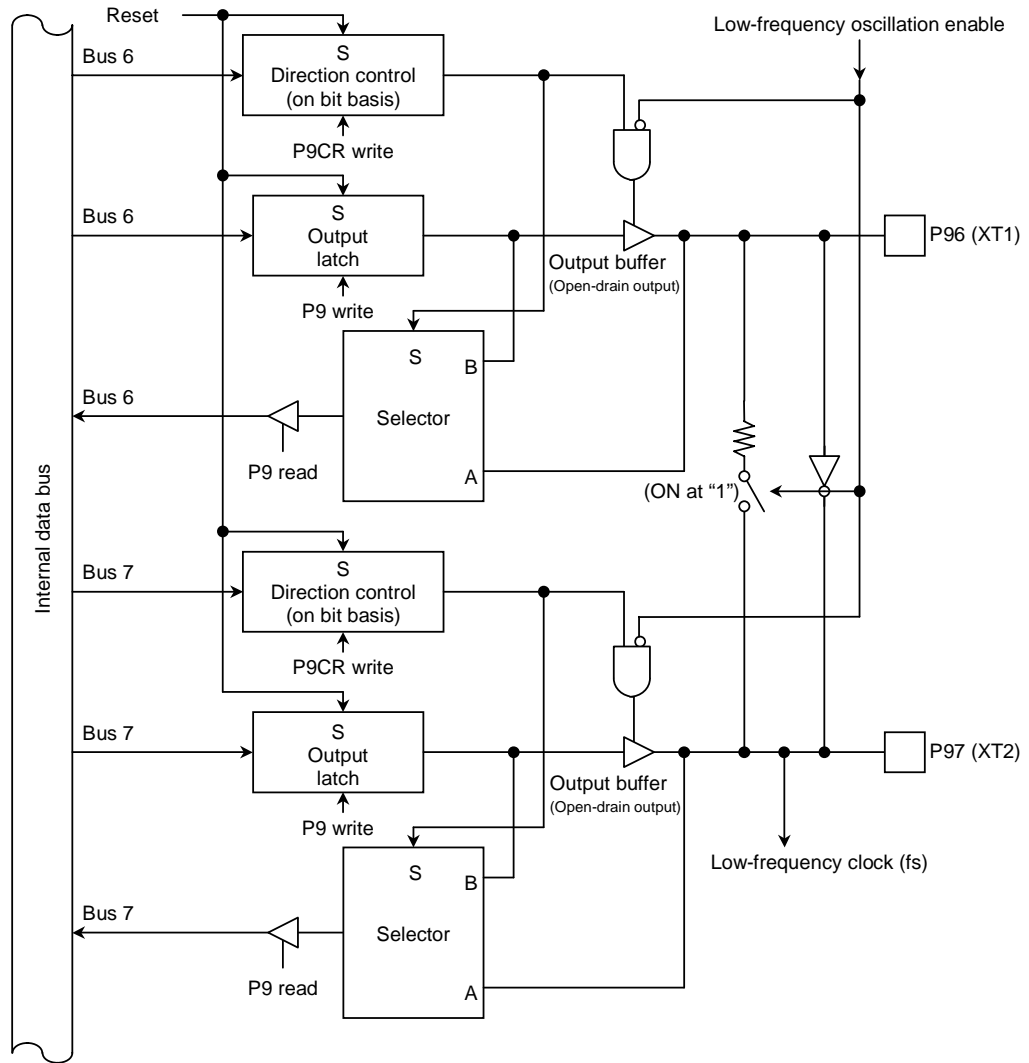 Reset
Low-frequency oscillation enable
Bus 6
S
Direction control
(on bit basis)
P9CR write
Bus 6
S
Output
latch
P9 write
Output buffer
(Open-drain output)
P96 (XT1)
Bus 6
S
B
Selector
A
P9 read
(ON at “1”)
Internal data bus
Bus 7
S
Direction control
(on bit basis)
P9CR write
Bus 7
S
Output
latch
P9 write
Output buffer
(Open-drain output)
P97 (XT2)
Low-frequency clock (fs)
Bus 7
S
B
Selector
A
P9 read